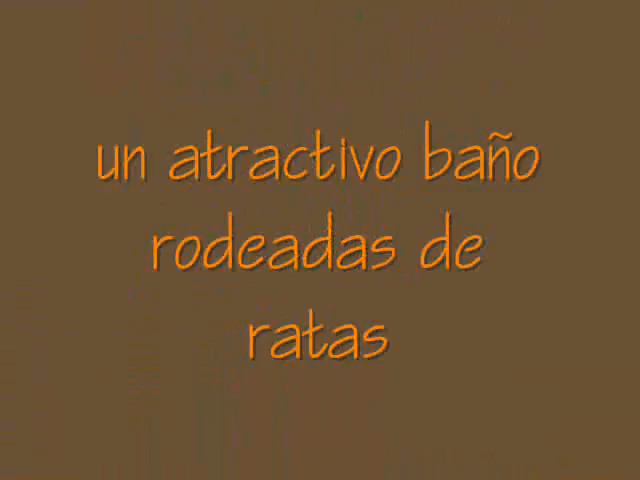 un atractivo baño
rodeadas de
ratas